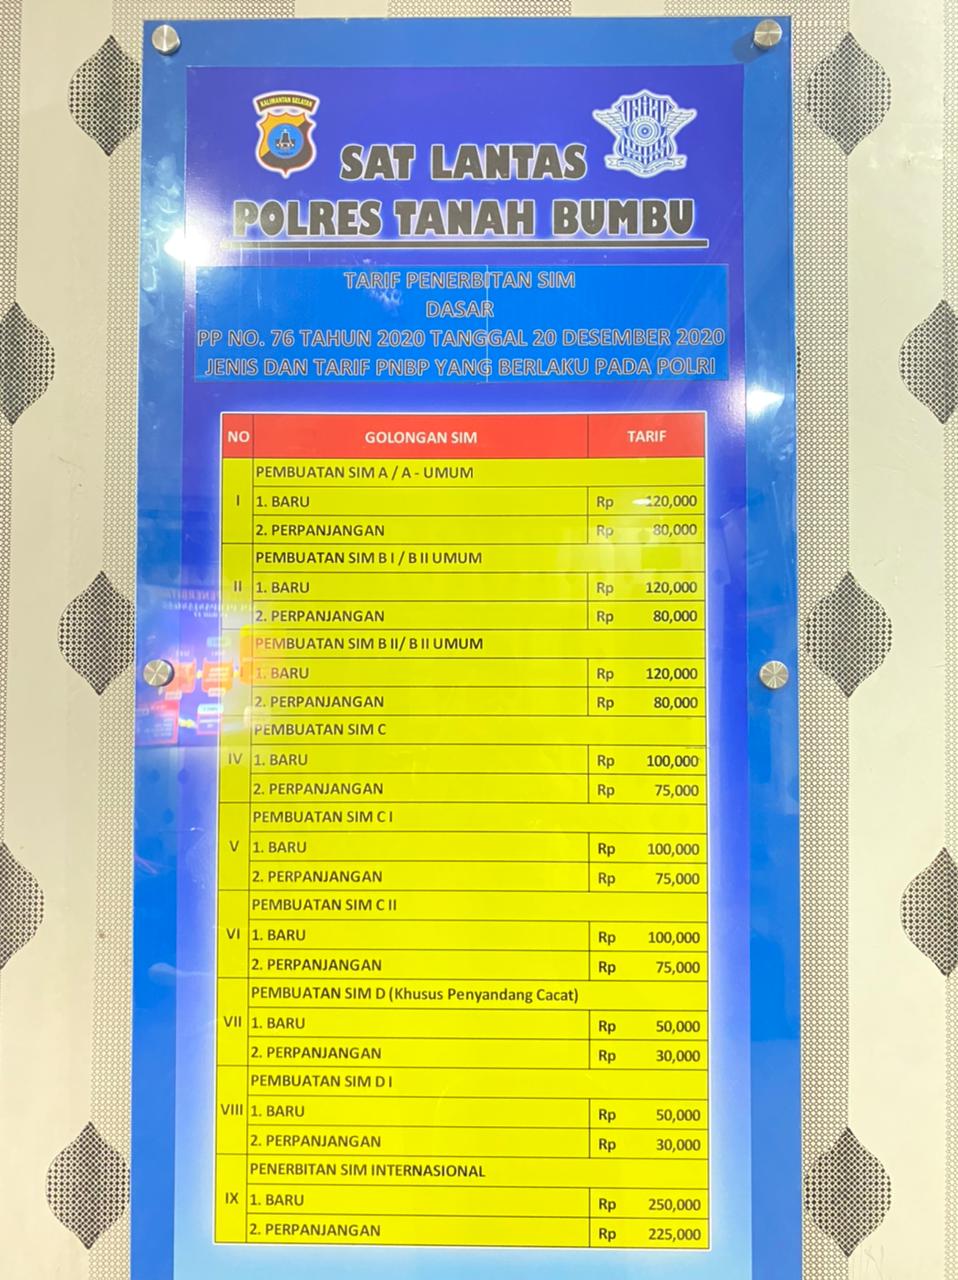 KALIMANTAN SELATAN
SAT LANTAS
POLRES TANAH BUMBU
TARIF PENERBITAN SIM
DASAR
PP NO. 76 TAHUN 2020 TANGGAL 20 DESEMBER 2020
JENIS DAN TARIF PNBP YANG BERLAKU PADA POLRI
NO GOLONGAN SIM TARIF
PEMBUATAN SIM A / A - UMUM
I 1. BARU Rp 120,000
2. PERPANJANGAN Rp 80,000
PEMBUATAN SIM B I / B II UMUM
II 1. BARU Rp 120,000
2. PERPANJANGAN Rp 80,000
PEMBUATAN SIM B II/ B II UMUM
1. BARU Rp 120,000
2. PERPANJANGAN Rp 80,000
PEMBUATAN SIM C
IV 1. BARU Rp 100,000
2. PERPANJANGAN Rp 75,000
PEMBUATAN SIM C I
V 1. BARU Rp 100,000
2. PERPANJANGAN Rp 75,000
PEMBUATAN SIM C II
VI 1. BARU Rp 100,000
2. PERPANJANGAN Rp 75,000
PEMBUATAN SIM D (Khusus Penyandang Cacat)
VII 1. BARU Rp 50,000
2. PERPANJANGAN Rp 30,000
PEMBUATAN SIM D I
VIII 1. BARU Rp 50,000
2. PERPANJANGAN Rp 30,000
PENERBITAN SIM INTERNASIONAL
IX 1. BARU Rp 250,000
2. PERPANJANGAN Rp 225,000